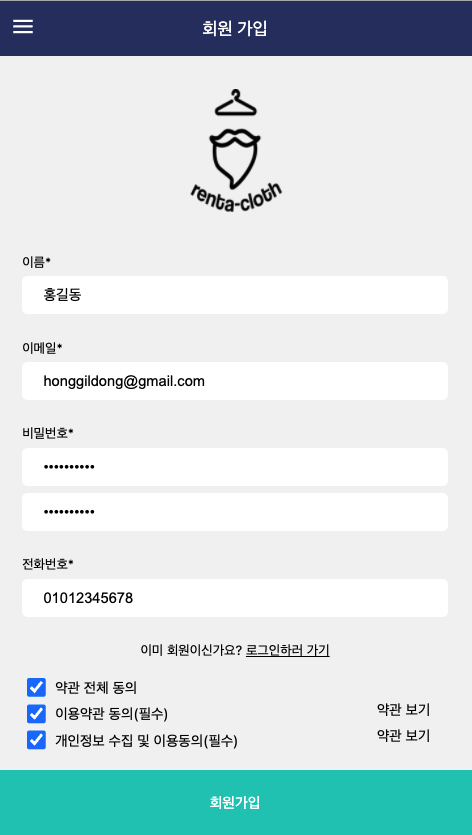 회원 가입
renta-cloth
이름*
홍길동
이메일*
honggildong@gmail.com
비밀번호*
••••••••••
••••••••••
전화번호*
01012345678
이미 회원이신가요? 로그인하러 가기
약관 전체 동의
이용약관 동의(필수)
약관 보기
개인정보 수집 및 이용동의(필수)
약관 보기
회원가입